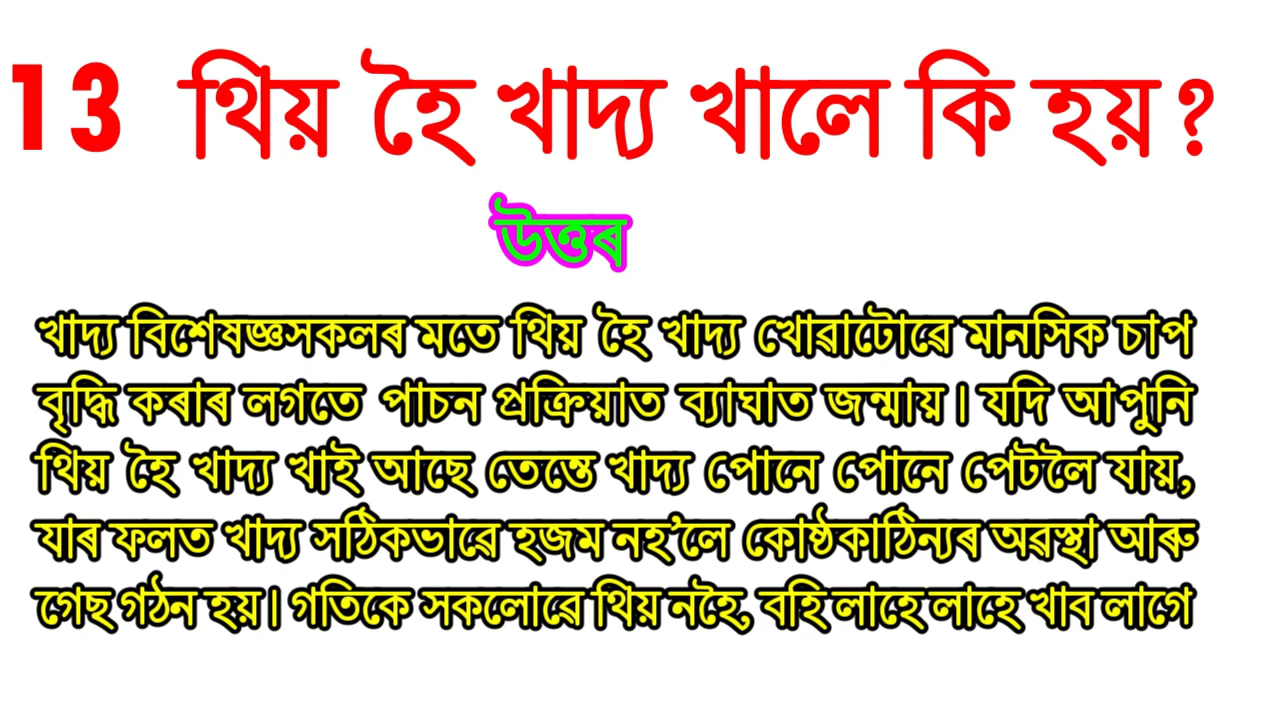 13 থিয় হৈ খাদ্য খালে কি হয়?
উত্তৰ
খাদ্য বিশেষজ্ঞসকলৰ মতে থিয় হৈ খাদ্য খোৱাটোৱে মানসিক চাপ
বৃদ্ধি কৰাৰ লগতে পাচন প্ৰক্ৰিয়াত ব্যাঘাত জন্মায়। যদি আপুনি
থিয় হৈ খাদ্য খাই আছে তেন্তে খাদ্য পোনে পোনে পেটলৈ যায়,
যাৰ ফলত খাদ্য সঠিকভাৱে হজম নহ’লে কোষ্ঠকাঠিন্যৰ অৱস্থা আৰু
গেছ গঠন হয়। গতিকে সকলোৱে থিয় নহৈ, বহি লাহে লাহে খাব লাগে